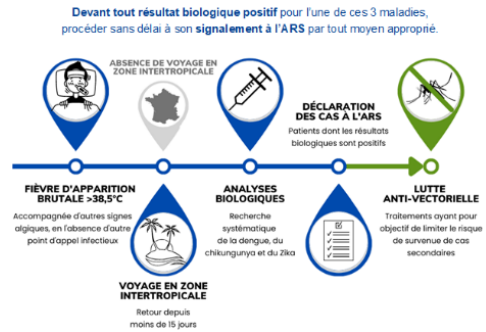 Devant tout résultat biologique positif pour l'une de ces 3 maladies,
procéder sans délai à son signalement à l'ARS par tout moyen approprié.
ABSENCE DE VOYAGE EN
ZONE INTERTROPICALE
DÉCLARATION
DES CAS À L'ARS
Patients dont les résultats
biologiques sont positifs
FIÈVRE D'APPARITION
BRUTALE >38,5°C
Accompagnée d'autres signes
algiques, en l'absence d'autre
point d'appel infectieux
ANALYSES
BIOLOGIQUES
Recherche
systématique
de la dengue, du
chikungunya et du Zika
LUTTE
ANTI-VECTORIELLE
Traitements ayant pour
objectif de limiter le risque
de survenue de cas
secondaires
VOYAGE EN ZONE
INTERTROPICALE
Retour depuis
moins de 15 jours